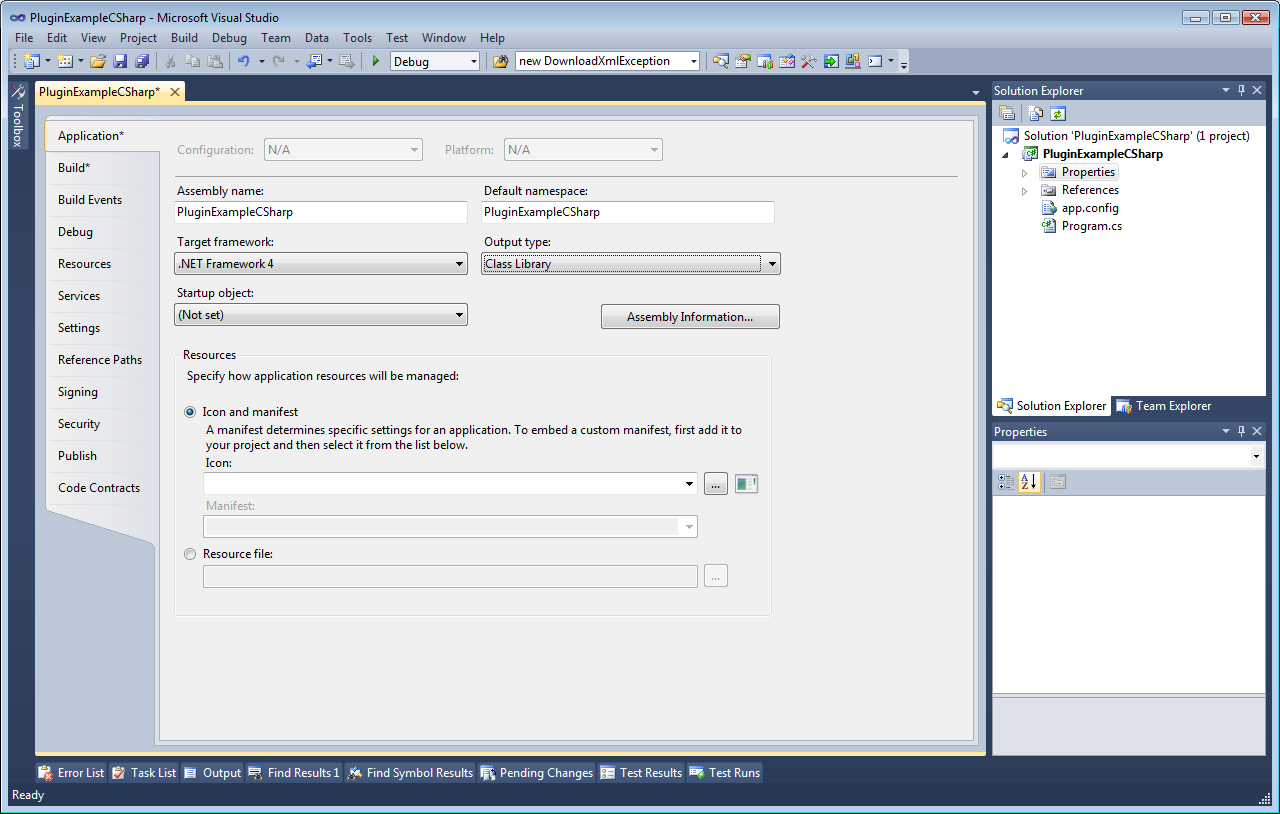 PluginExampleCSharp - Microsoft Visual Studio
File Edit View Project Build Debug Team Data Tools Test Window Help
Debug new DownloadXmlException
Toolbox
PluginExampleCSharp*
Application*
Build*
Build Events
Debug
Resources
Services
Settings
Reference Paths
Signing
Security
Publish
Code Contracts
Configuration: N/A Platform: N/A
Assembly name: Default namespace:
PluginExampleCSharp PluginExampleCSharp
Target framework: Output type:
.NET Framework 4 Class Library
Startup object:
(Not set) Assembly Information...
Resources
Specify how application resources will be managed:
Icon and manifest
A manifest determines specific settings for an application. To embed a custom manifest, first add it to
your project and then select it from the list below.
Icon:
...
Manifest:
Resource file:
...
Solution Explorer
Solution 'PluginExampleCSharp' (1 project)
PluginExampleCSharp
Properties
References
app.config
Program.cs
Solution Explorer Team Explorer
Properties
Error List Task List Output Find Results 1 Find Symbol Results Pending Changes Test Results Test Runs
Ready